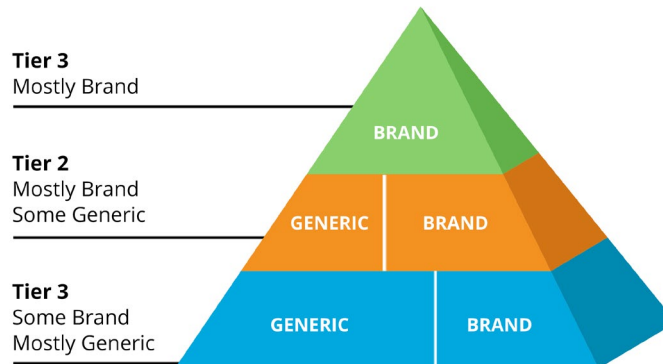 Tier 3
Mostly Brand
BRAND
Tier 2
Mostly Brand
Some Generic
GENERIC BRAND
Tier 3
Some Brand
Mostly Generic
GENERIC BRAND